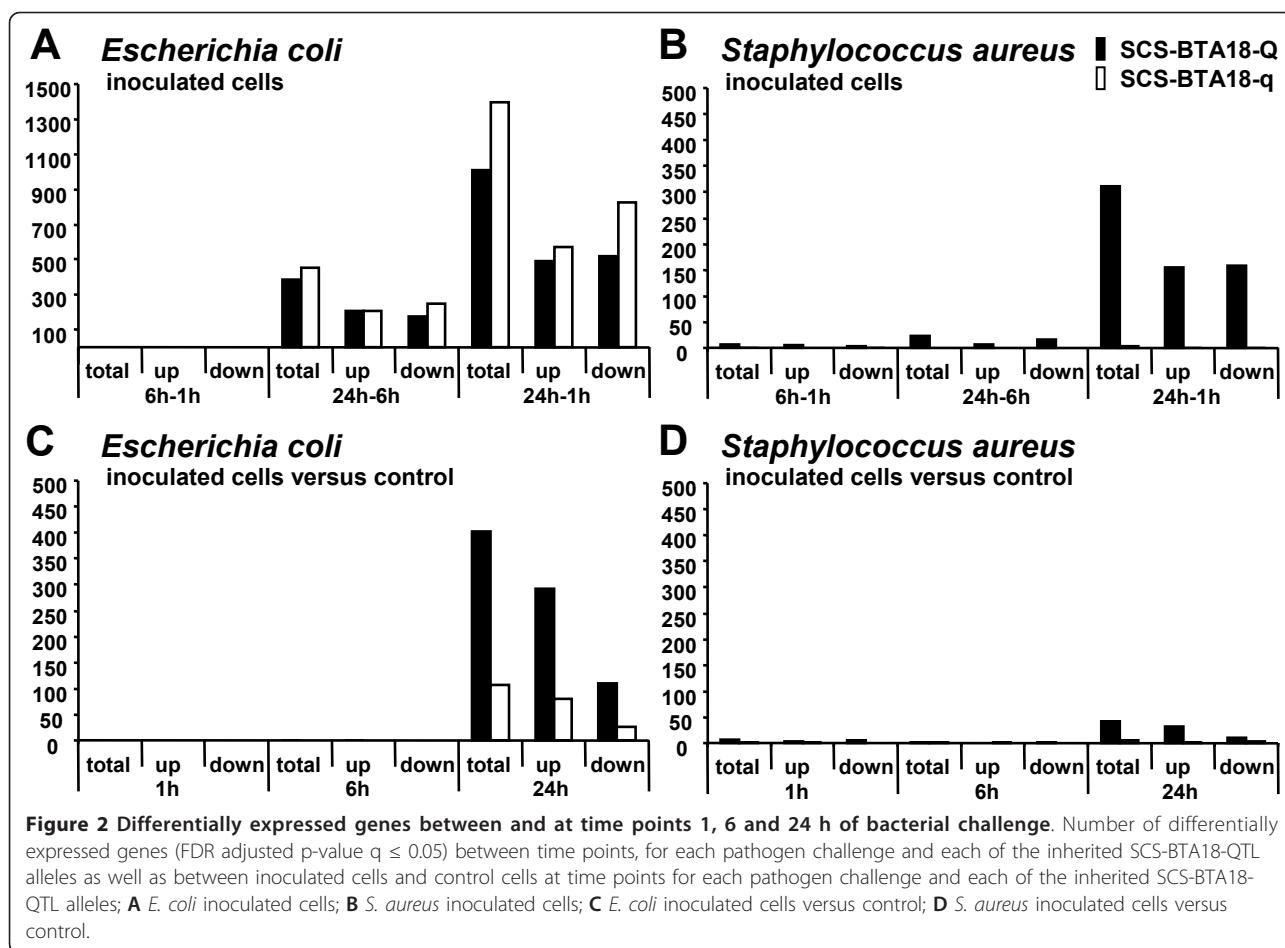 A Escherichia coli
inoculated cells
1500
1300
1100
900
700
500
300
100
total up down total up down total up down
6h-1h 24h-6h 24h-1h
B Staphylococcus aureus
inoculated cells
SCS-BTA18-Q
SCS-BTA18-q
500
450
400
350
300
250
200
150
100
50
0
total up down total up down total up down
6h-1h 24h-6h 24h-1h
C Escherichia coli
inoculated cells versus control
500
450
400
350
300
250
200
150
100
50
0
total up down total up down total up down
1h 6h 24h
D Staphylococcus aureus
inoculated cells versus control
500
450
400
350
300
250
200
150
100
50
0
total up down total up down total up down
1h 6h 24h
Figure 2 Differentially expressed genes between and at time points 1, 6 and 24 h of bacterial challenge. Number of differentially
expressed genes (FDR adjusted p-value q ≤ 0.05) between time points, for each pathogen challenge and each of the inherited SCS-BTA18-QTL
alleles as well as between inoculated cells and control cells at time points for each pathogen challenge and each of the inherited SCS-BTA18-
QTL alleles; A E. coli inoculated cells; B S. aureus inoculated cells; C E. coli inoculated cells versus control; D S. aureus inoculated cells versus
control.